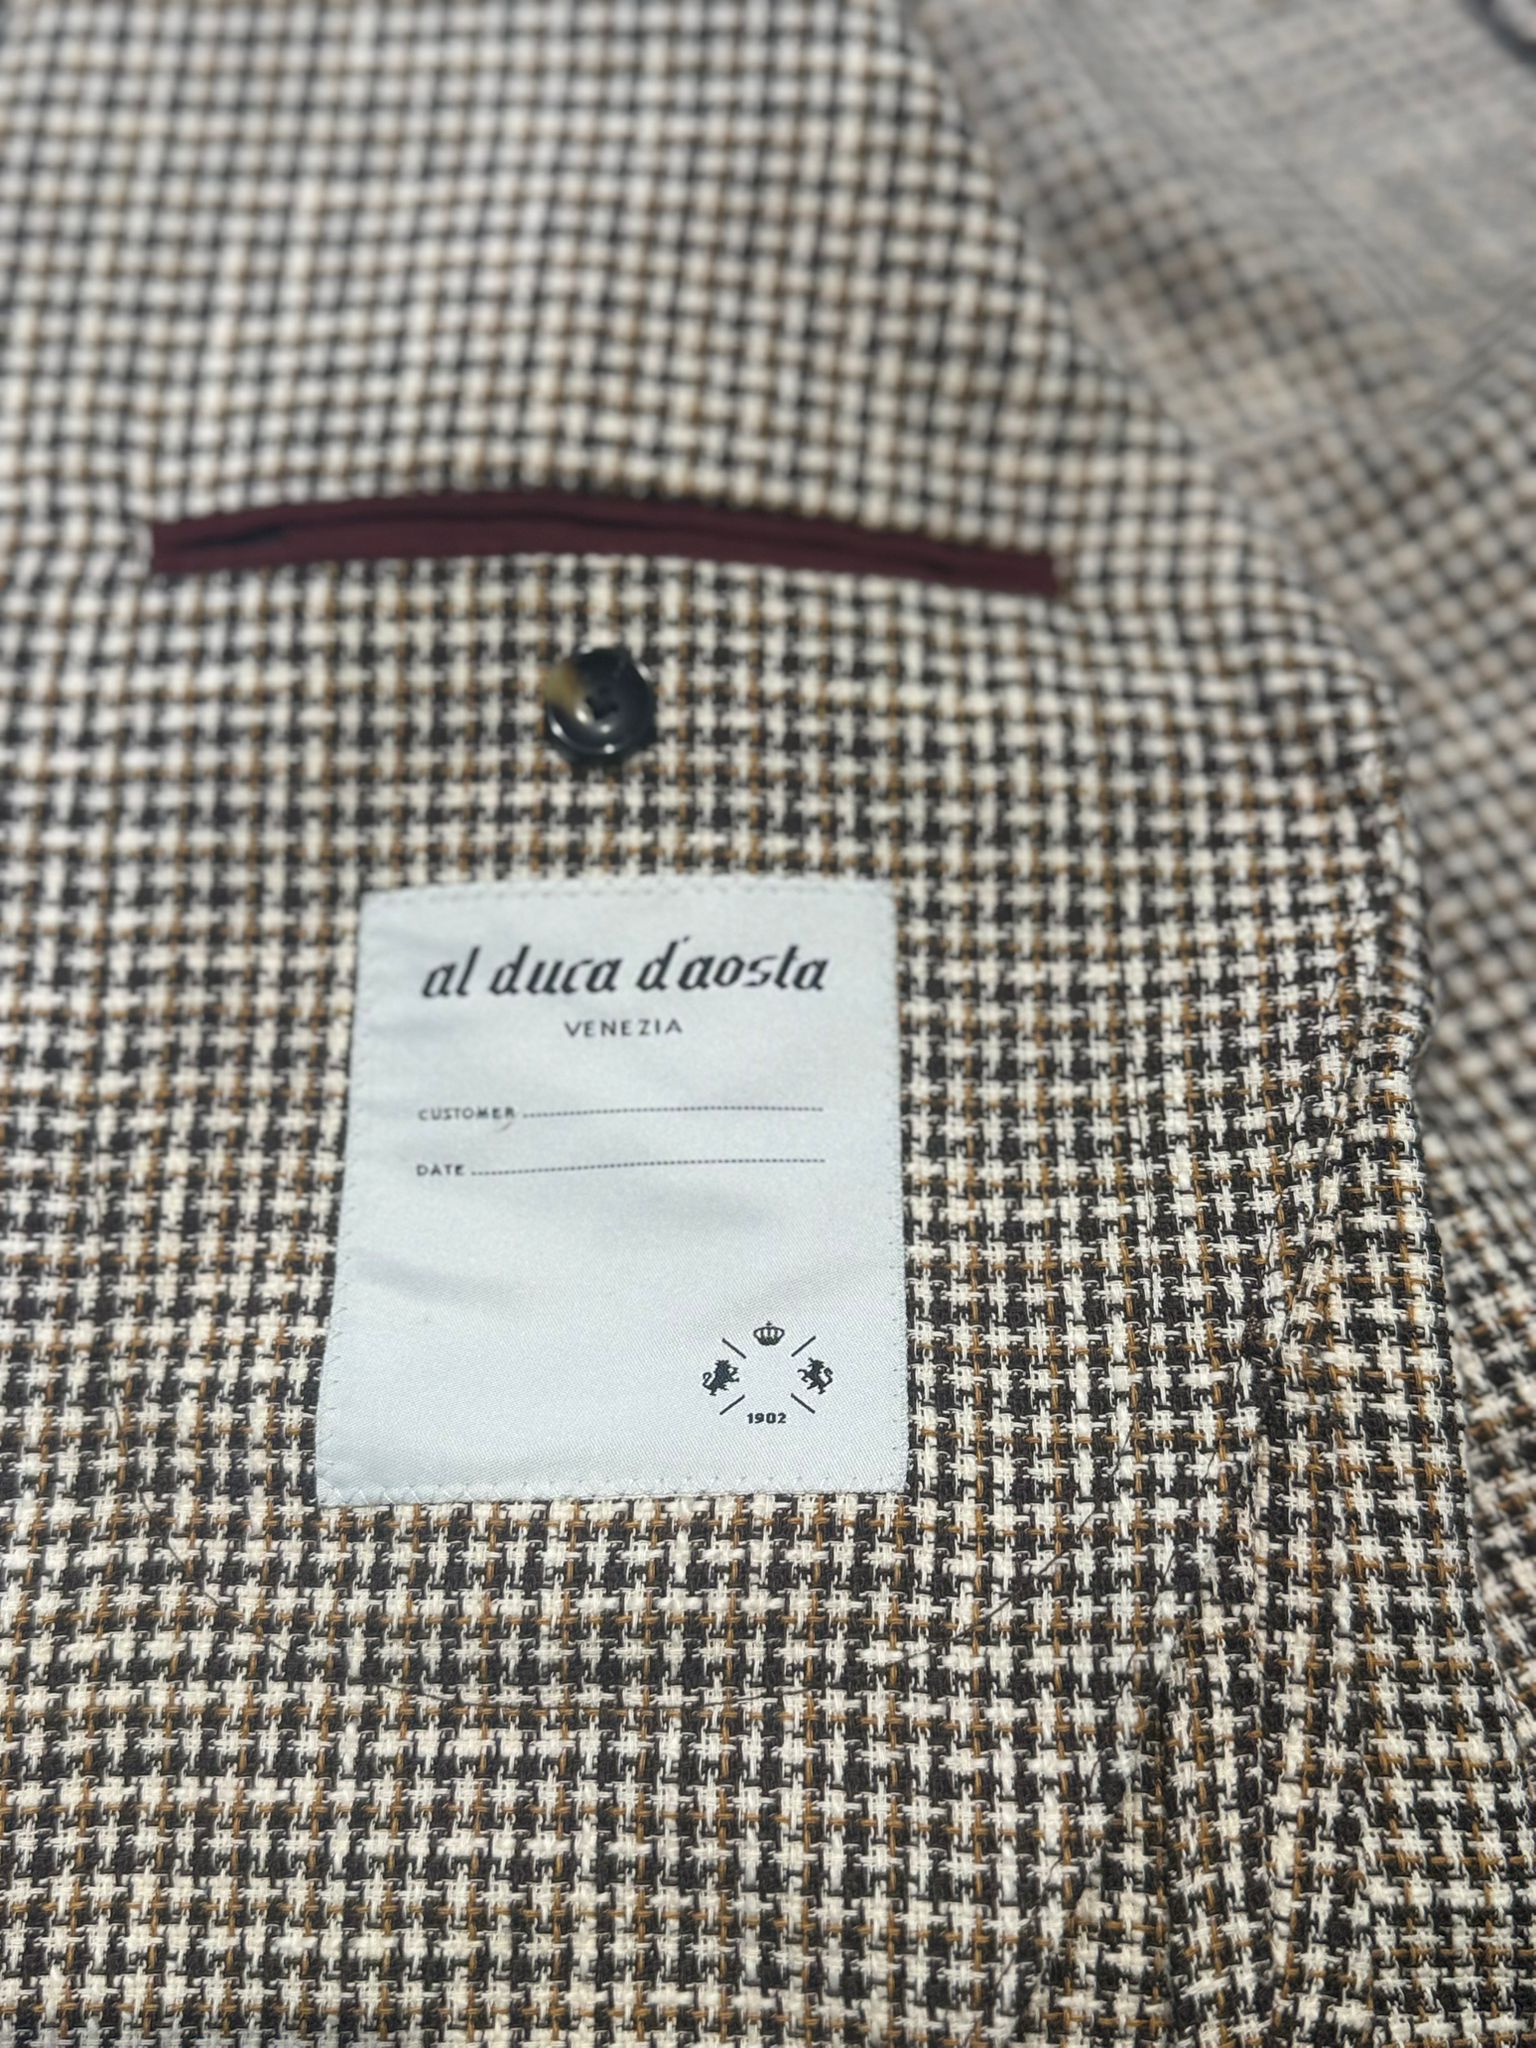 al duca d'aosta
VENEZIA
CUSTOMER
DATE
1902